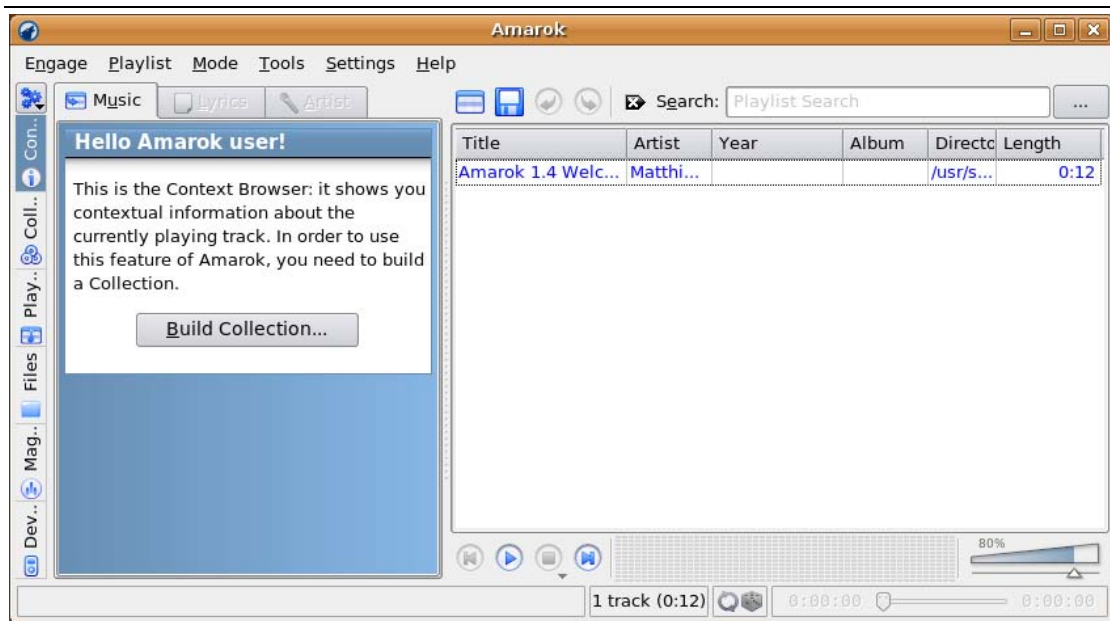 Amarok
Engage Playlist Mode Tools Settings Help
Music Lyrics Artist
Search: Playlist Search ...
Con..
Coll..
Play..
Files
Mag..
Dev..
Hello Amarok user!
This is the Context Browser: it shows you
contextual information about the
currently playing track. In order to use
this feature of Amarok, you need to build
a Collection.
Build Collection...
Title Artist Year Album Directo Length
Amarok 1.4 Welc... Matthi... /usr/s... 0:12
80%
1 track (0:12) 0:00:00 0:00:00